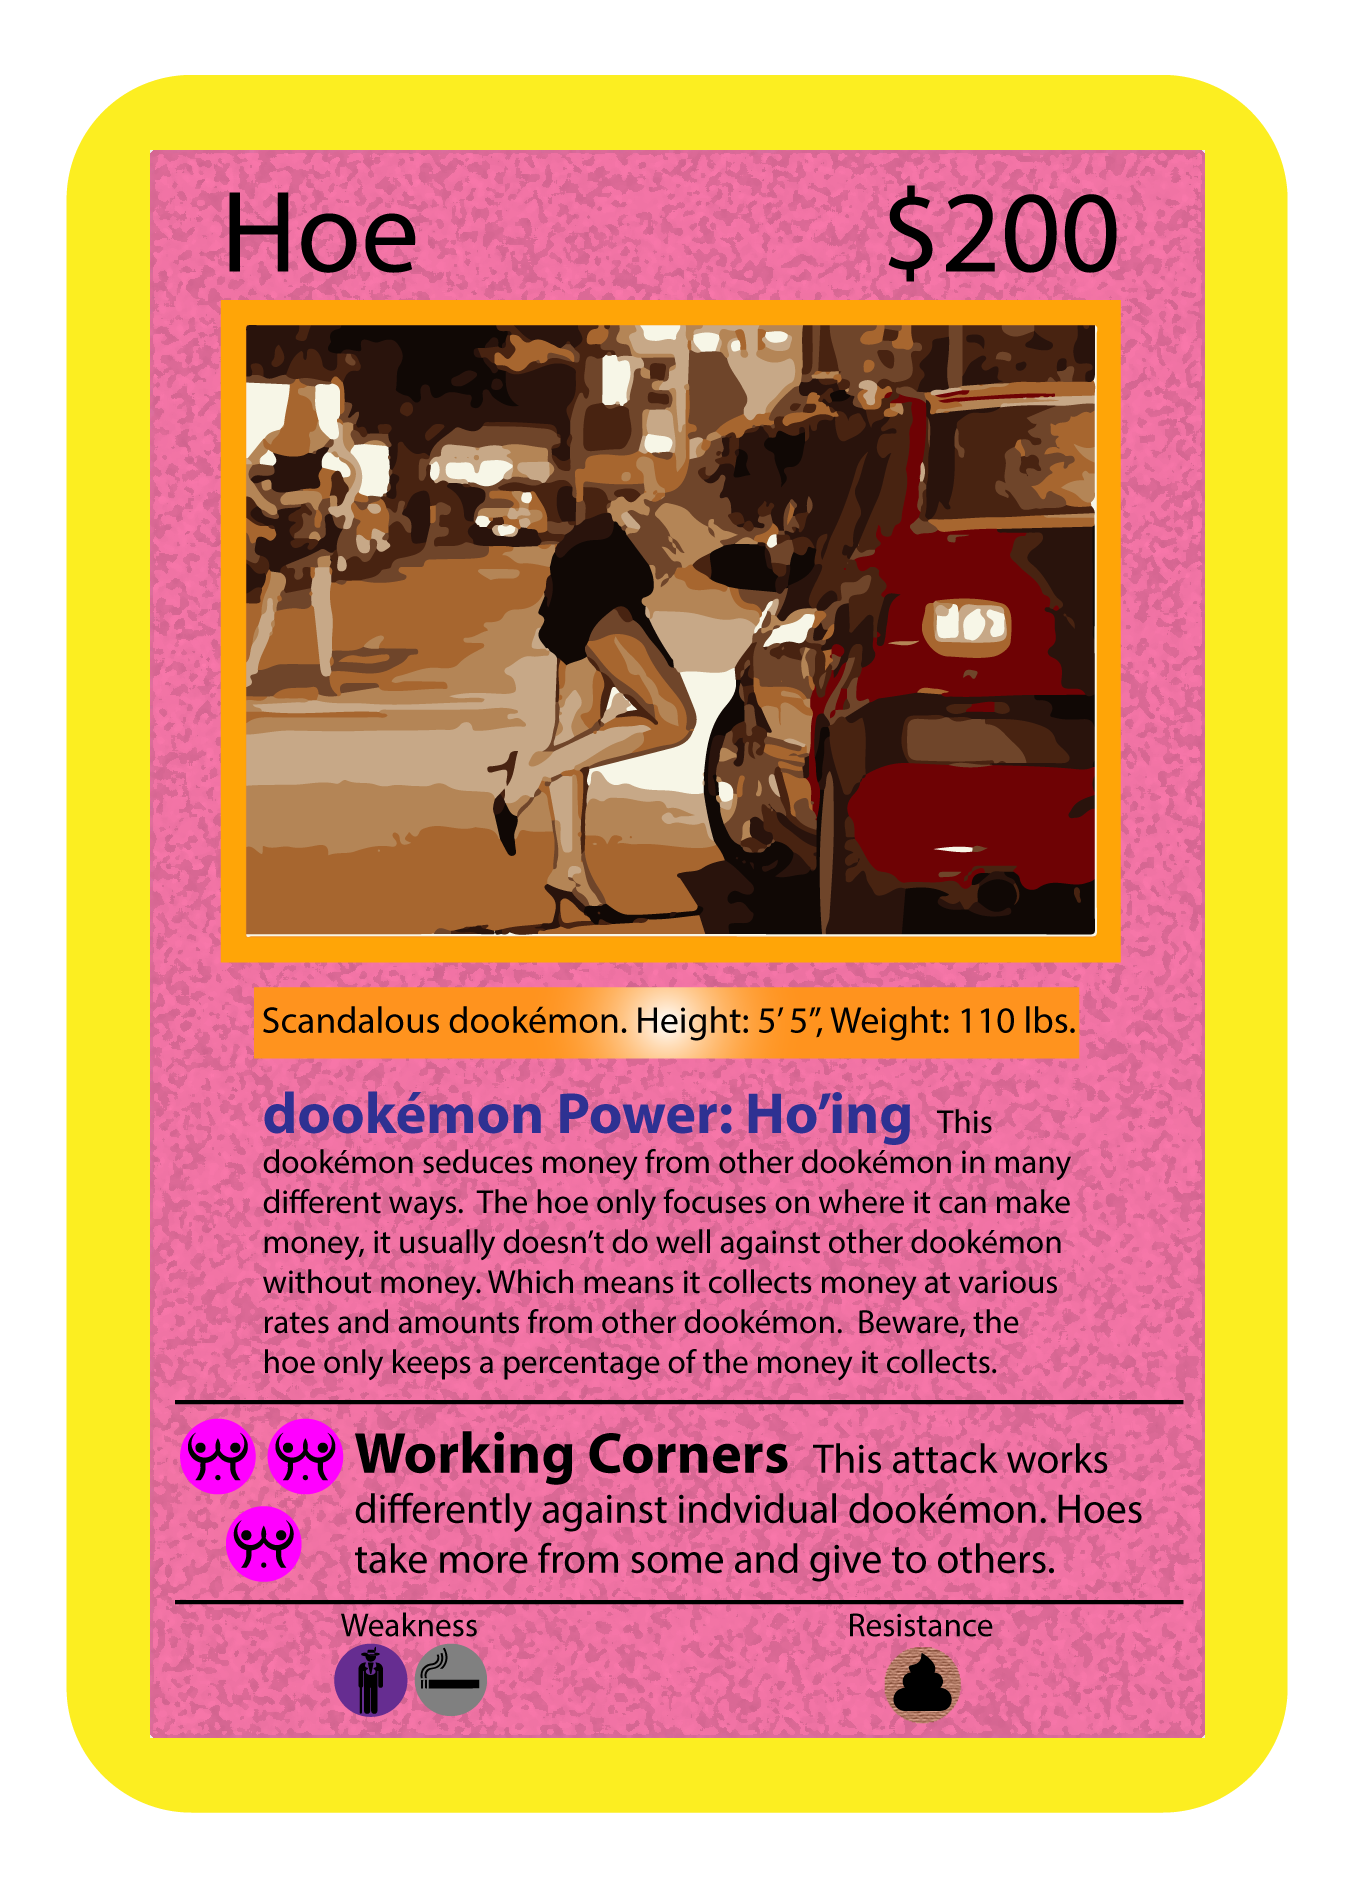 Hoe $200
Scandalous dookémon. Height: 5’ 5”, Weight: 110 lbs.
dookémon Power: Ho’ing This
dookémon seduces money from other dookémon in many
different ways. The hoe only focuses on where it can make
money, it usually doesn’t do well against other dookémon
without money. Which means it collects money at various
rates and amounts from other dookémon. Beware, the
hoe only keeps a percentage of the money it collects.
Working Corners This attack works
differently against indvidual dookémon. Hoes
take more from some and give to others.
Weakness Resistance